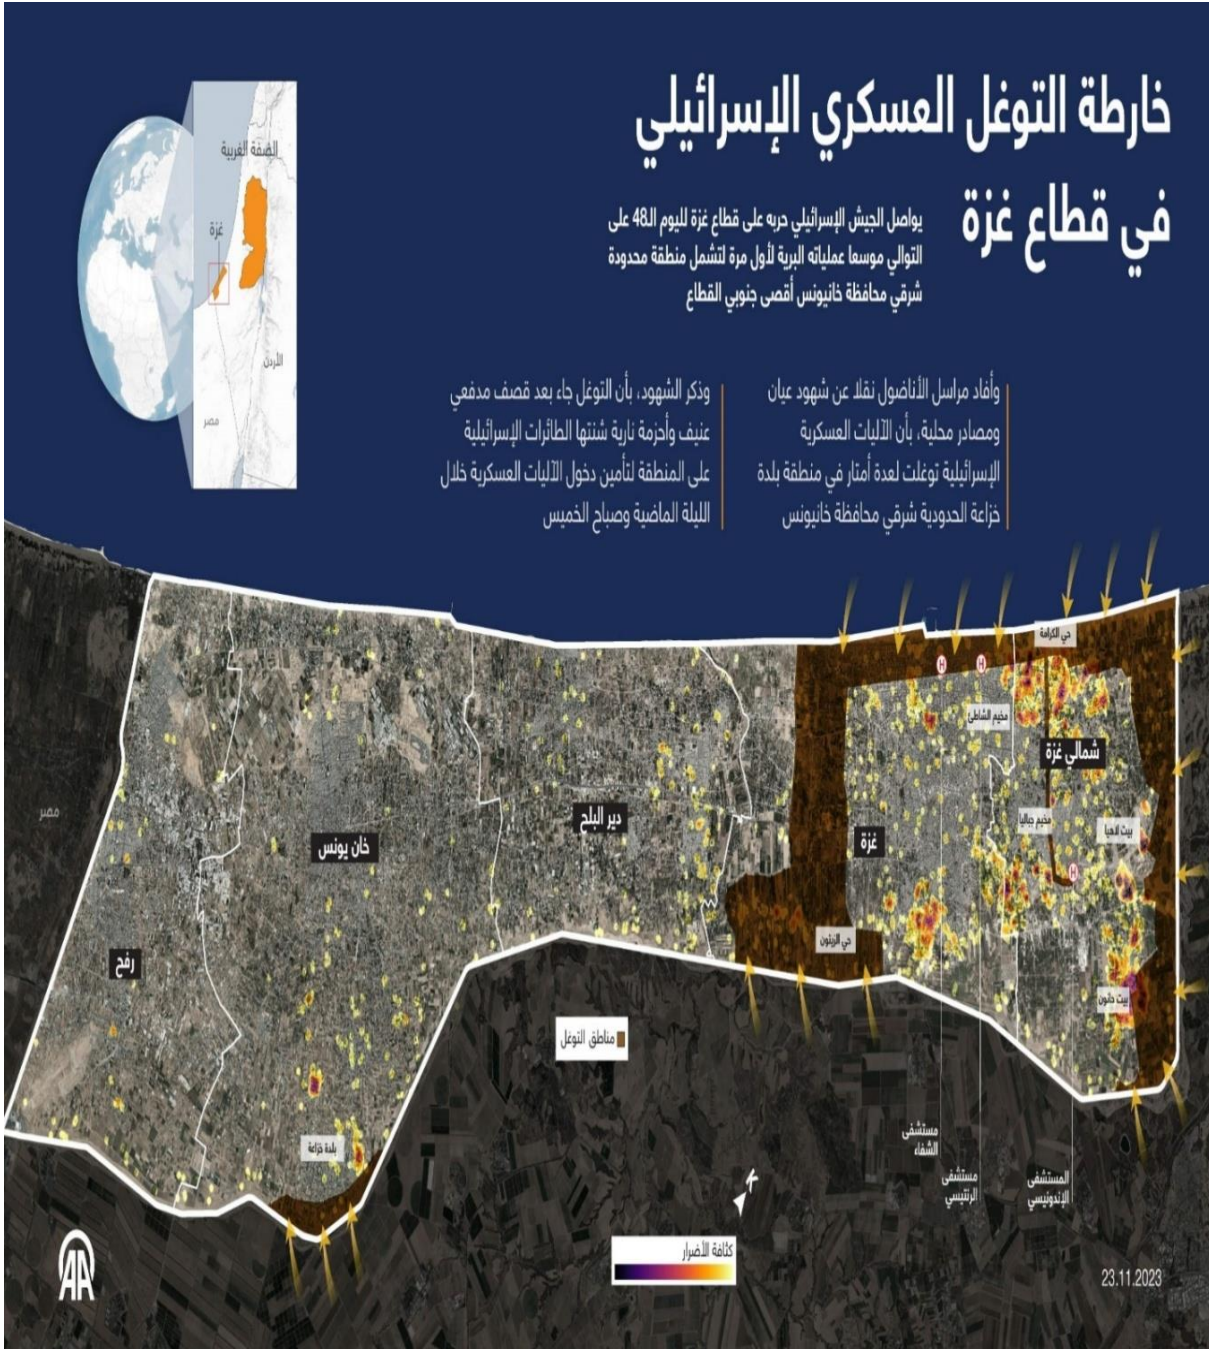 خارطة التوغل العسكري الإسرائيلي
في قطاع غزة
يواصل الجيش الإسرائيلي حربه على قطاع غزة لليوم الـ48 على
التوالي موسعا عملياته البرية لأول مرة لتشمل منطقة محدودة
شرقي محافظة خانيونس أقصى جنوبي القطاع
وأفاد مراسل الأناضول نقلا عن شهود عيان
ومصادر محلية، بأن الآليات العسكرية
الإسرائيلية توغلت لعدة أمتار في منطقة بلدة
خزاعة الحدودية شرقي محافظة خانيونس
وذكر الشهود، بأن التوغل جاء بعد قصف مدفعي
عنيف وأحزمة نارية شنتها الطائرات الإسرائيلية
على المنطقة لتأمين دخول الآليات العسكرية خلال
الليلة الماضية وصباح الخميس
الضفة الغربية
غزة
الأردن
مصر
حي الكرامة
H
H
مخيم الشاطئ
شمالي غزة
مخيم جباليا
بيت لاهيا
غزة
دير البلح
خان يونس
مصر
H
حي الزيتون
رفح
بيت حانون
مناطق التوغل
بلدة خزاعة
مستشفى
الشفاء
مستشفى
الرنتيسي
المستشفى
الإندونيسي
كثافة الأضرار
23.11.2023
AA